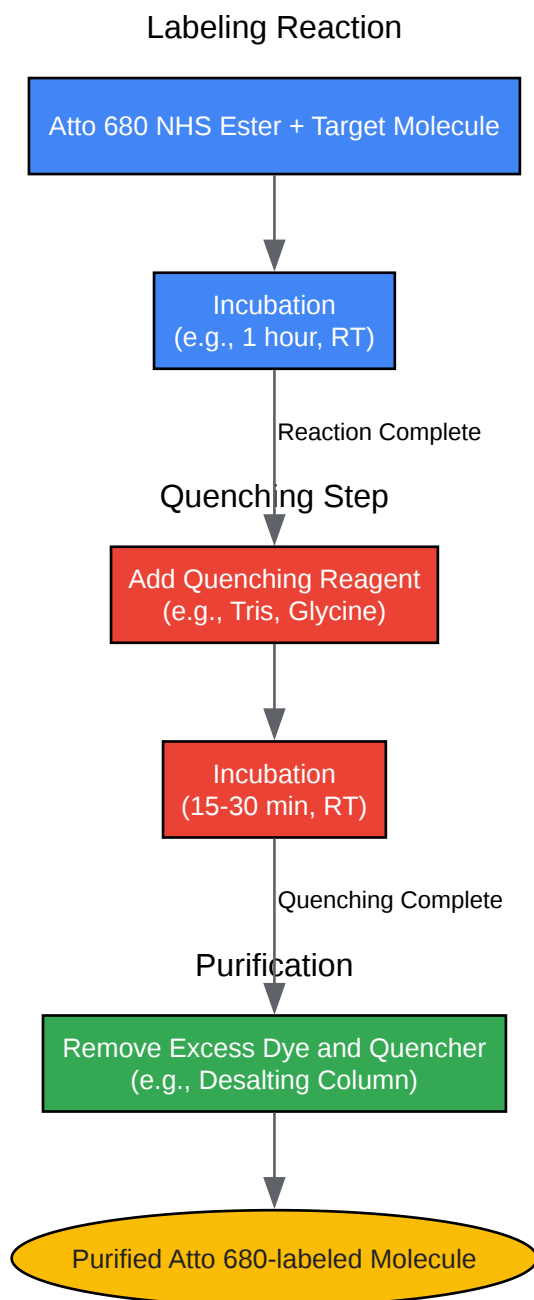 Labeling Reaction
Atto 680 NHS Ester + Target Molecule
Incubation
(e.g., 1 hour, RT)
Reaction Complete
Quenching Step
Add Quenching Reagent
(e.g., Tris, Glycine)
Incubation
(15-30 min, RT)
Quenching Complete
Purification
Remove Excess Dye and Quencher
(e.g., Desalting Column)
Purified Atto 680-labeled Molecule